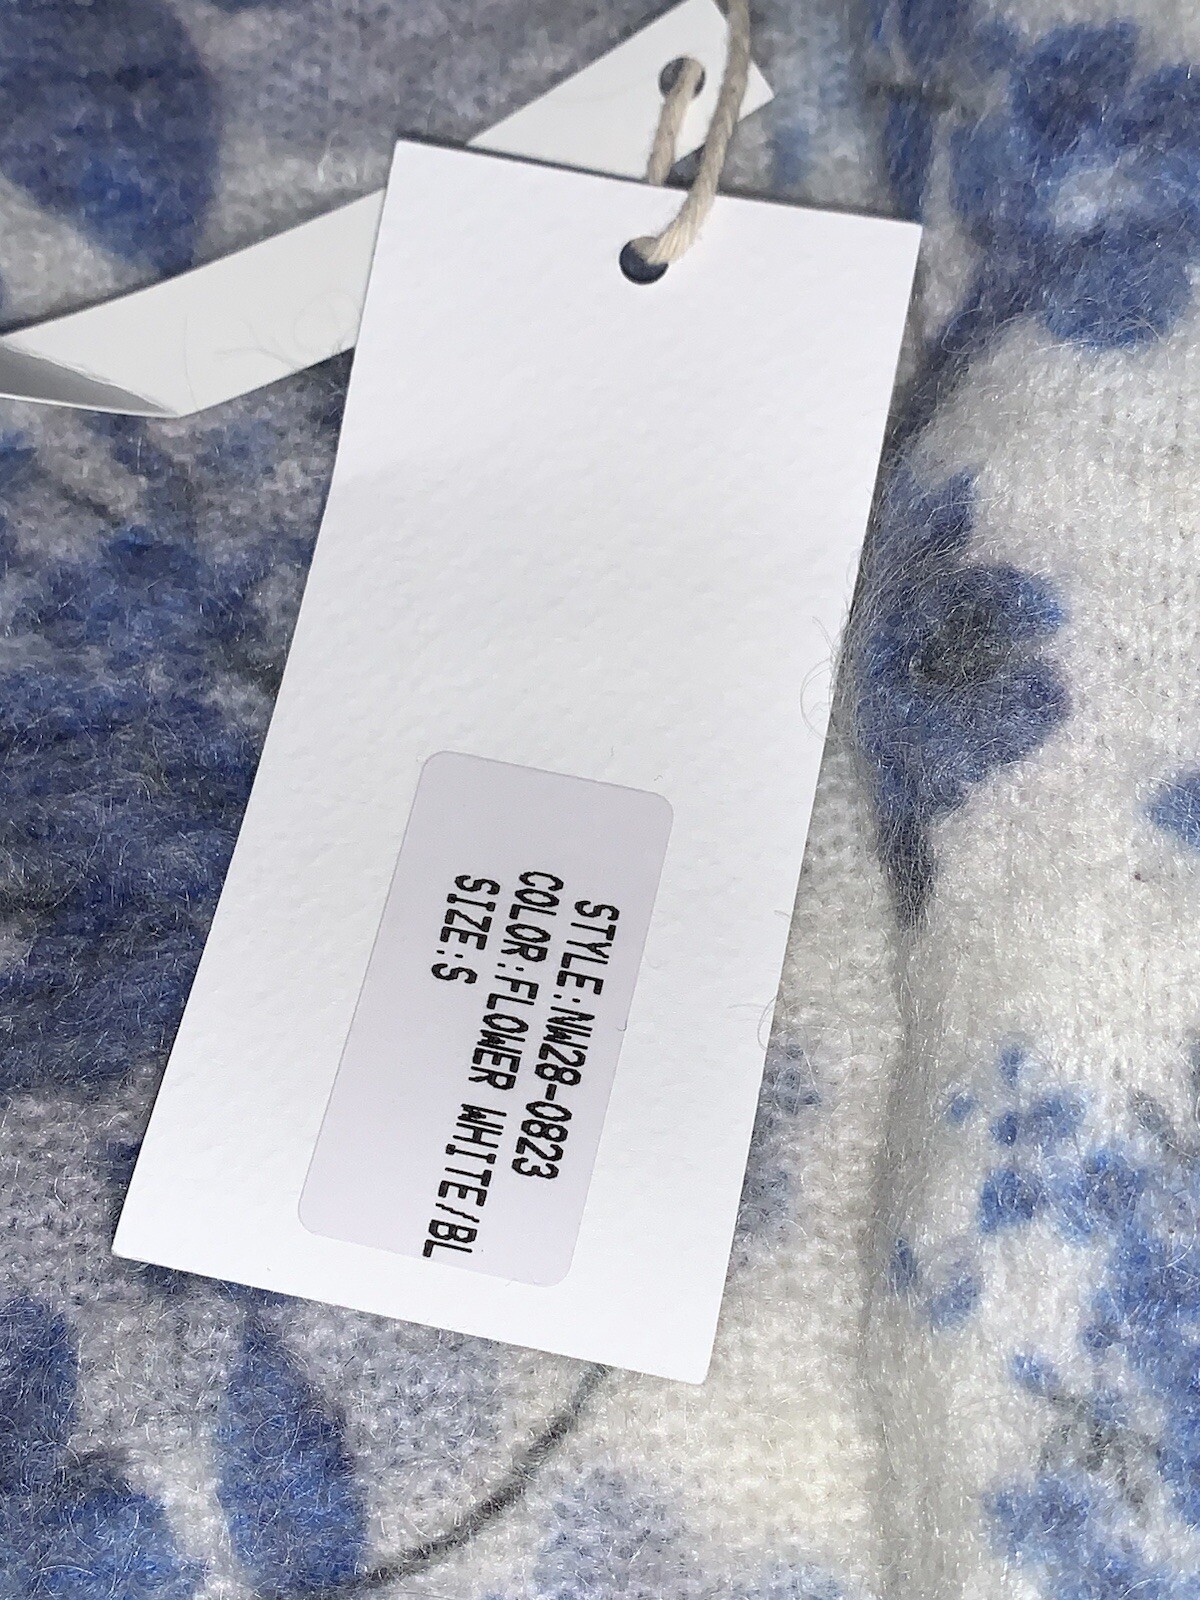 STYLE:NW28-0823
COLOR:FLOWER WHITE/BL
SIZE:S